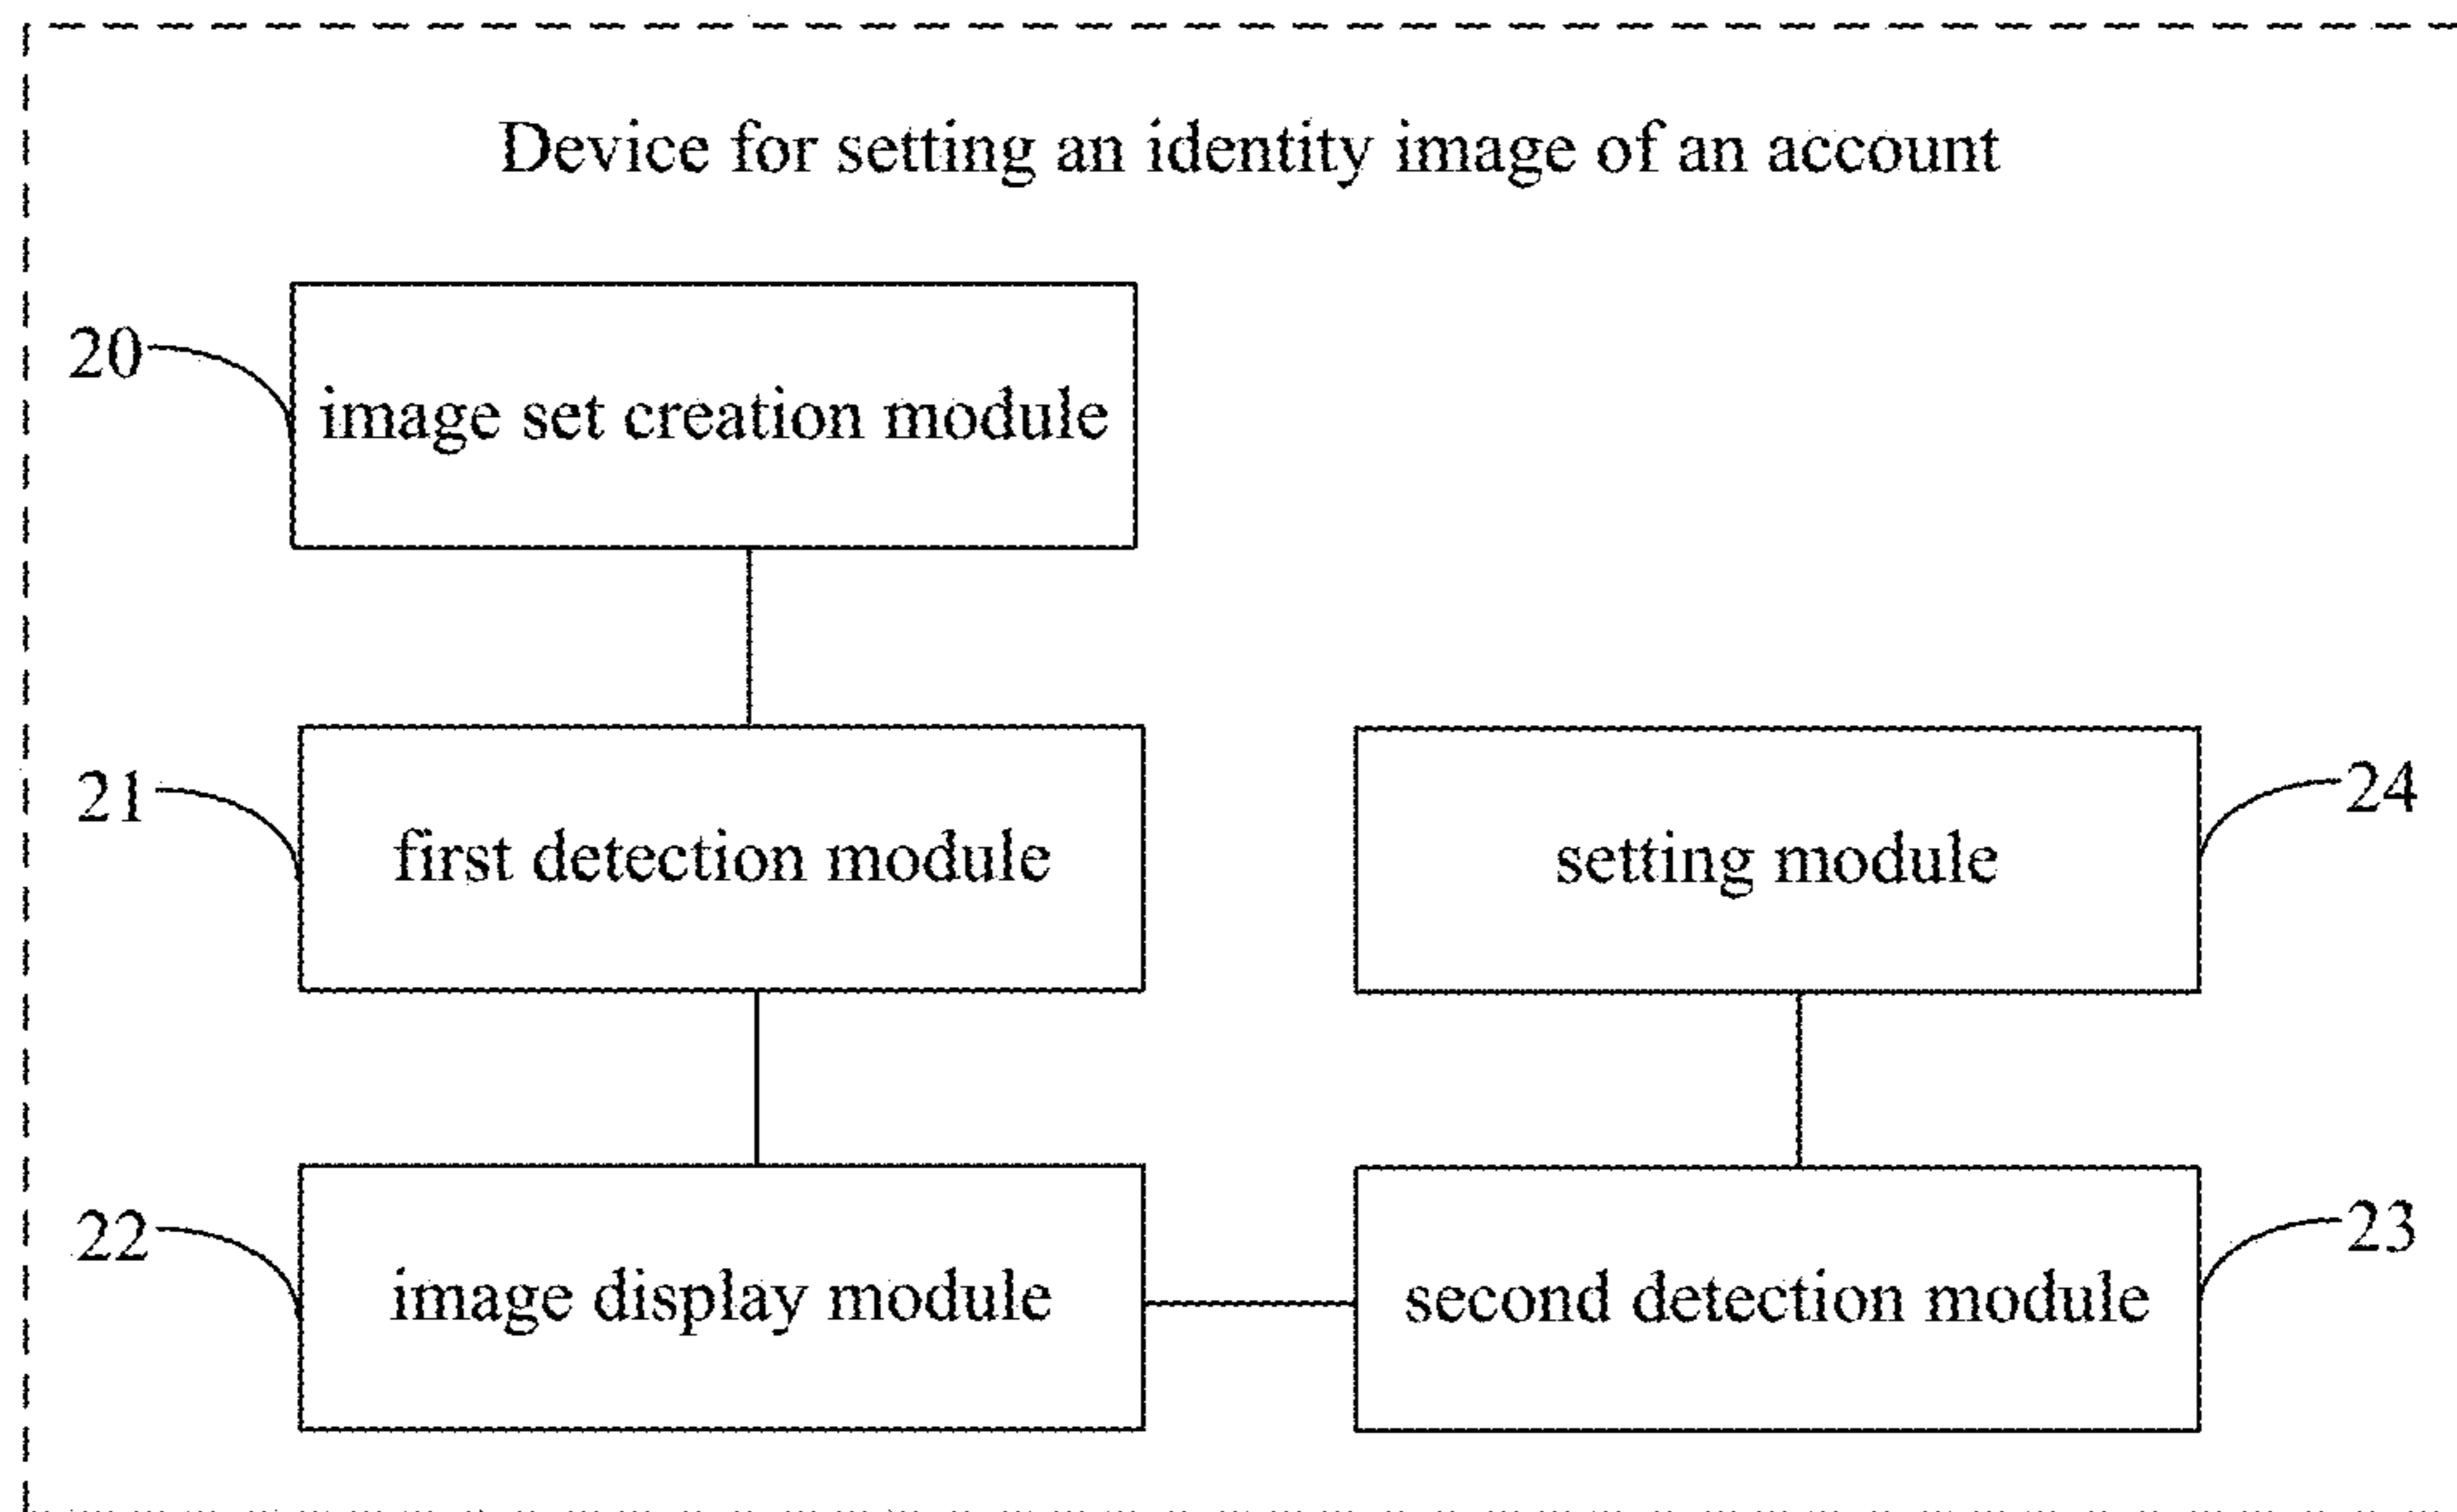 Device for setting an identity image of an account
20
image set creation module
21
first detection module
24
setting module
22
image display module
23
second detection module